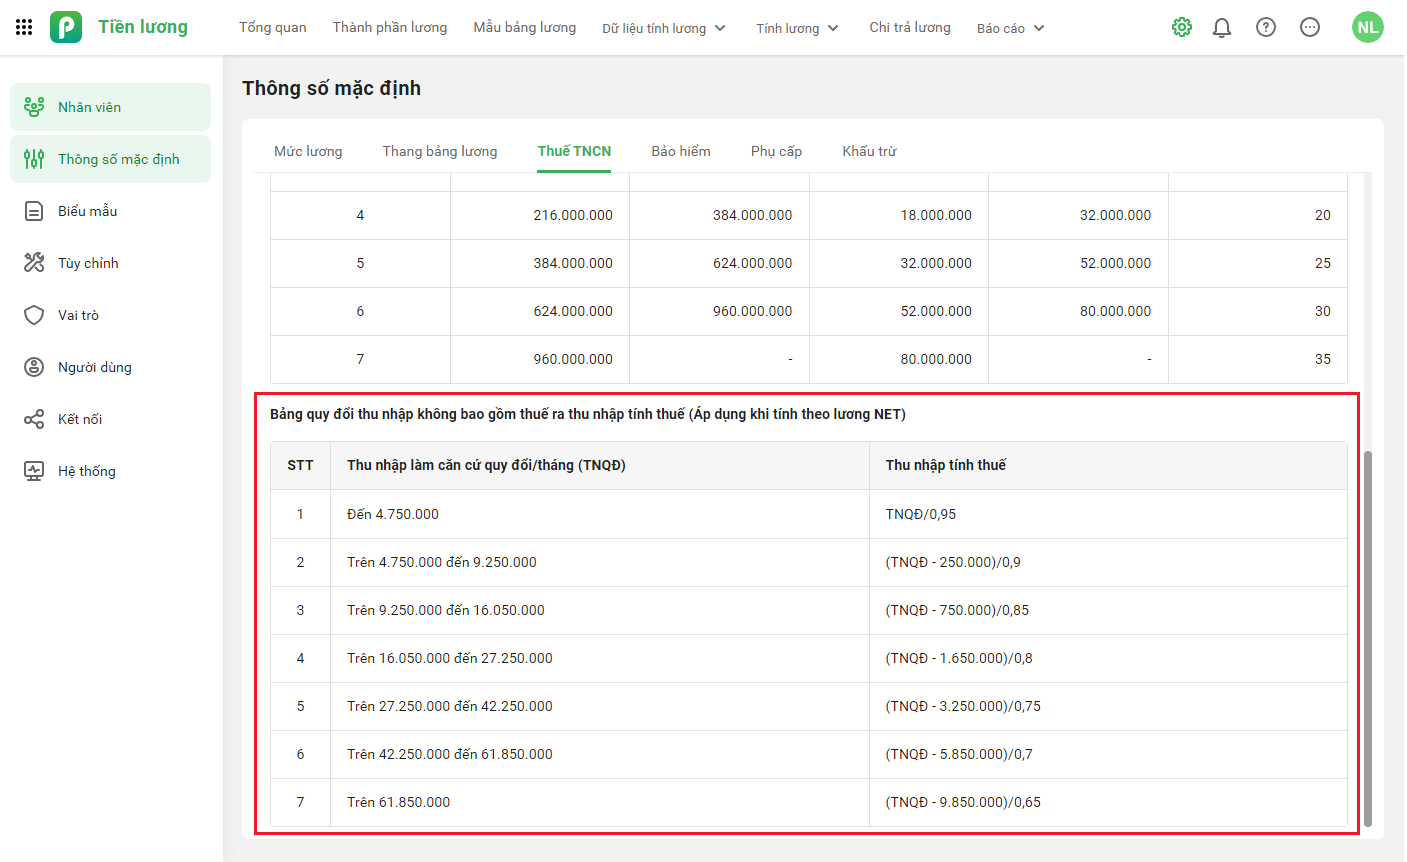 Tiền lương
Tổng quan Thành phần lương Mẫu bảng lương Dữ liệu tính lương Tính lương Chi trả lương Báo cáo NL
Nhân viên
Thông số mặc định
Biểu mẫu
Tùy chỉnh
Vai trò
Người dùng
Kết nối
Hệ thống
Thông số mặc định
Mức lương Thang bảng lương Thuế TNCN Bảo hiểm Phụ cấp Khấu trừ
4 216.000.000 384.000.000 18.000.000 32.000.000 20
5 384.000.000 624.000.000 32.000.000 52.000.000 25
6 624.000.000 960.000.000 52.000.000 80.000.000 30
7 960.000.000 - 80.000.000 - 35
Bảng quy đổi thu nhập không bao gồm thuế ra thu nhập tính thuế (Áp dụng khi tính theo lương NET)
STT Thu nhập làm căn cứ quy đổi/tháng (TNQĐ) Thu nhập tính thuế
1 Đến 4.750.000 TNQĐ/0,95
2 Trên 4.750.000 đến 9.250.000 (TNQĐ - 250.000)/0,9
3 Trên 9.250.000 đến 16.050.000 (TNQĐ - 750.000)/0,85
4 Trên 16.050.000 đến 27.250.000 (TNQĐ - 1.650.000)/0,8
5 Trên 27.250.000 đến 42.250.000 (TNQĐ - 3.250.000)/0,75
6 Trên 42.250.000 đến 61.850.000 (TNQĐ - 5.850.000)/0,7
7 Trên 61.850.000 (TNQĐ - 9.850.000)/0,65